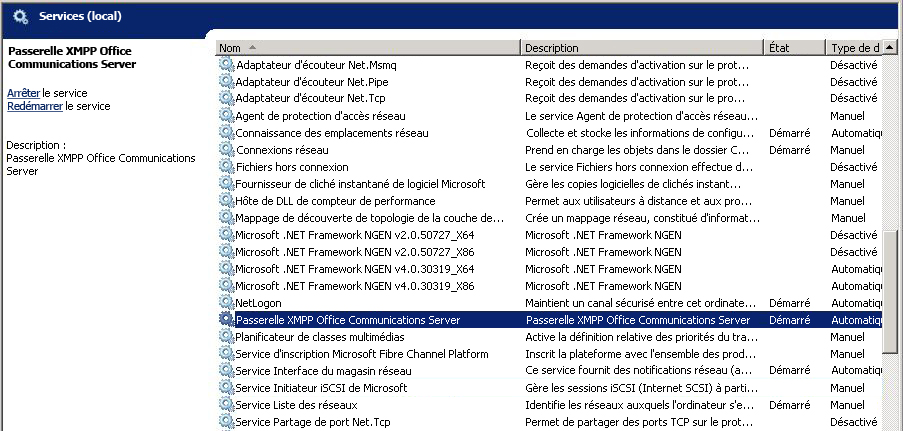 Services (local)
Passerelle XMPP Office
Communications Server
Arrêter le service
Redémarrer le service
Description :
Passerelle XMPP Office Communications
Server
Nom Description État Type de d
Adaptateur d'écouteur Net.Msmq Reçoit des demandes d'activation sur le prot... Désactivé
Adaptateur d'écouteur Net.Pipe Reçoit des demandes d'activation sur le prot... Désactivé
Adaptateur d'écouteur Net.Tcp Reçoit des demandes d'activation sur le prot... Désactivé
Agent de protection d'accès réseau Le service Agent de protection d'accès réseau... Manuel
Connaissance des emplacements réseau Collecte et stocke les informations de configu... Démarré Automatiq
Connexions réseau Prend en charge les objets dans le dossier C... Démarré Manuel
Fichiers hors connexion Le service Fichiers hors connexion effectue d... Désactivé
Fournisseur de cliché instantané de logiciel Microsoft Gère les copies logicielles de clichés instant... Manuel
Hôte de DLL de compteur de performance Permet aux utilisateurs à distance et aux pro... Manuel
Mappage de découverte de topologie de la couche de... Crée un mappage réseau, constitué d'informat... Manuel
Microsoft .NET Framework NGEN v2.0.50727_X64 Microsoft .NET Framework NGEN Désactivé
Microsoft .NET Framework NGEN v2.0.50727_X86 Microsoft .NET Framework NGEN Désactivé
Microsoft .NET Framework NGEN v4.0.30319_X64 Microsoft .NET Framework NGEN Automatiq
Microsoft .NET Framework NGEN v4.0.30319_X86 Microsoft .NET Framework NGEN Automatiq
NetLogon Maintient un canal sécurisé entre cet ordinate... Démarré Automatiq
Passerelle XMPP Office Communications Server Passerelle XMPP Office Communications Server Démarré Automatiq
Planificateur de classes multimédias Active la définition relative des priorités du tra... Manuel
Service d'inscription Microsoft Fibre Channel Platform Inscrit la plateforme avec l'ensemble des prod... Manuel
Service Interface du magasin réseau Ce service fournit des notifications réseau (a... Démarré Automatiq
Service Initiateur iSCSI de Microsoft Gère les sessions iSCSI (Internet SCSI) à parti... Manuel
Service Liste des réseaux Identifie les réseaux auxquels l'ordinateur s'e... Démarré Manuel
Service Partage de port Net.Tcp Permet de partager des ports TCP sur le prot... Désactivé